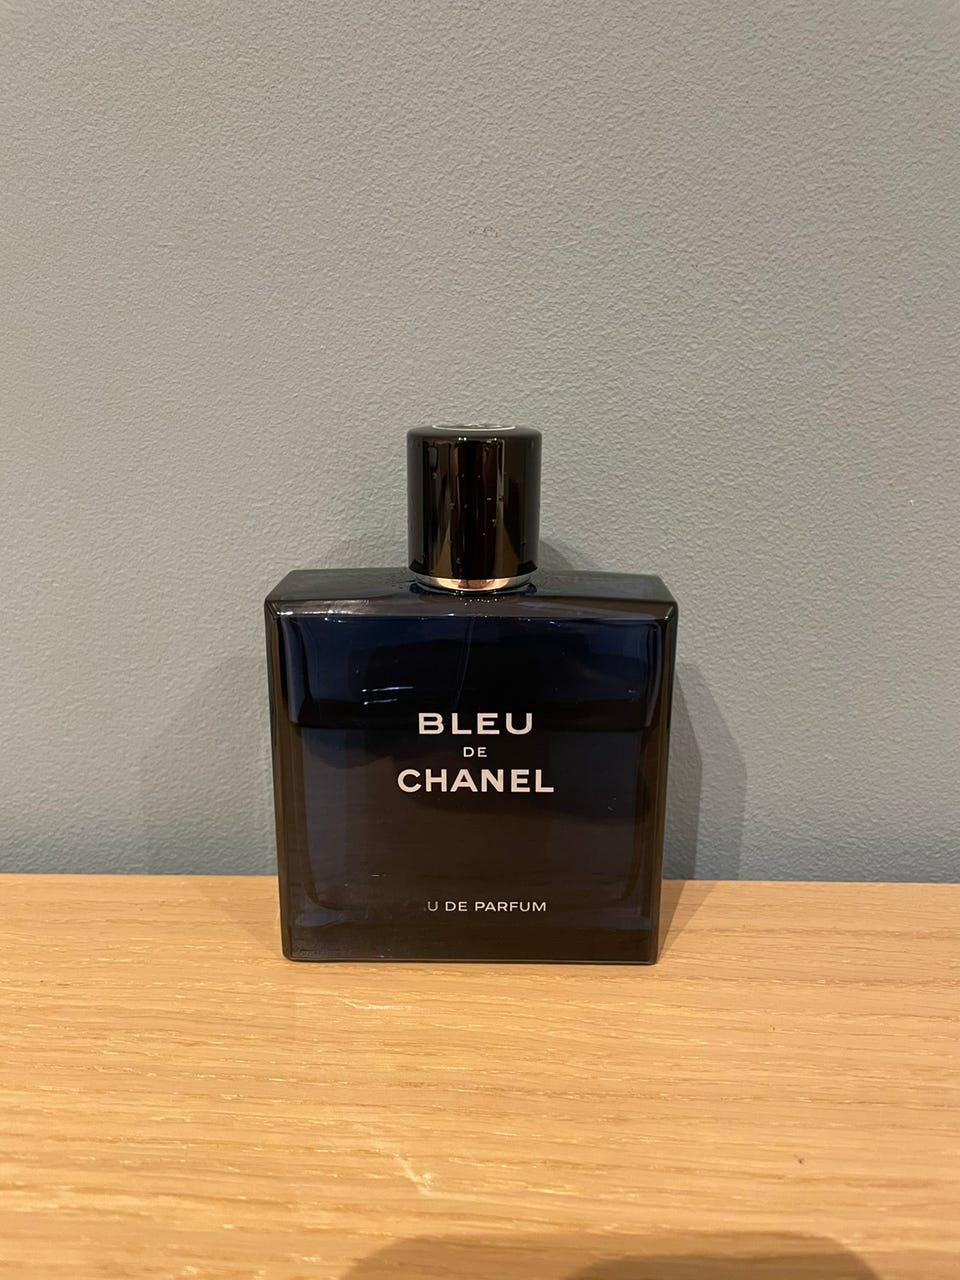 BLEU
DE
CHANEL
U DE PARFUM